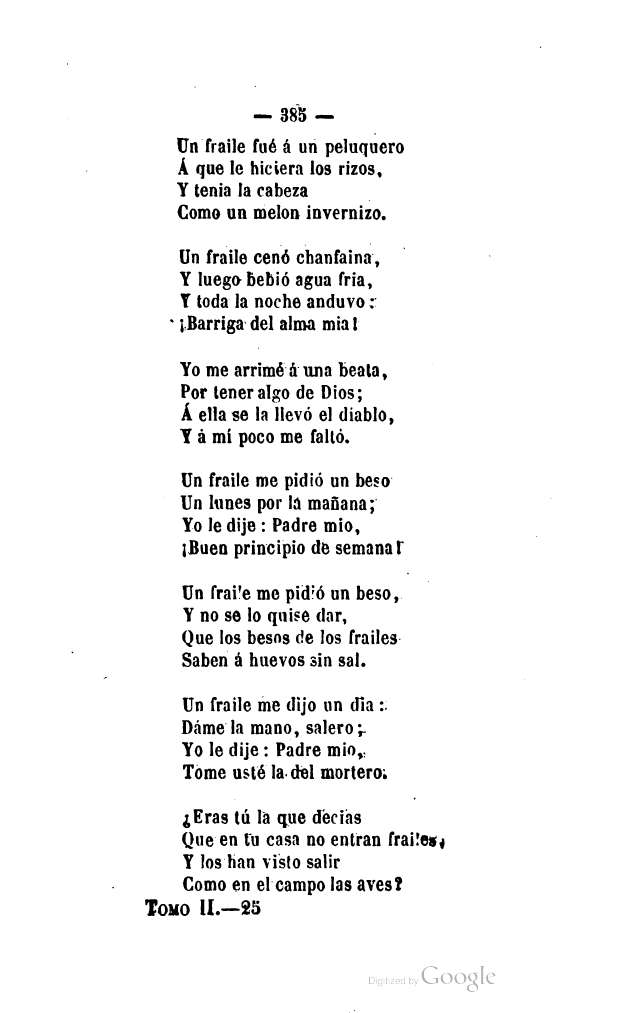 — 385 —
Un fraile fué á un peluquero
Á que le hiciera los rizos,
Y tenia la cabeza
Como un melon invernizo.
Un fraile cenó chanfaina,
Y luego bebió agua fria,
Y toda la noche anduvo:
¡Barriga del alma mia!
Yo me arrimé á una beata,
Por tener algo de Dios;
Á ella se la llevó el diablo,
Y á mí poco me faltó.
Un fraile me pidió un beso
Un lunes por la mañana;
Yo le dije: Padre mio,
¡Buen principio de semana!
Un fraile me pidió un beso,
Y no se lo quise dar,
Que los besos de los frailes
Saben á huevos sin sal.
Un fraile me dijo un dia:
Dáme la mano, salero;
Yo le dije: Padre mio,
Tome usté la del mortero.
¿Eras tú la que decias
Que en tu casa no entran frailes,
Y los han visto salir
Como en el campo las aves?
TOMO II.—25
Digitized by Google